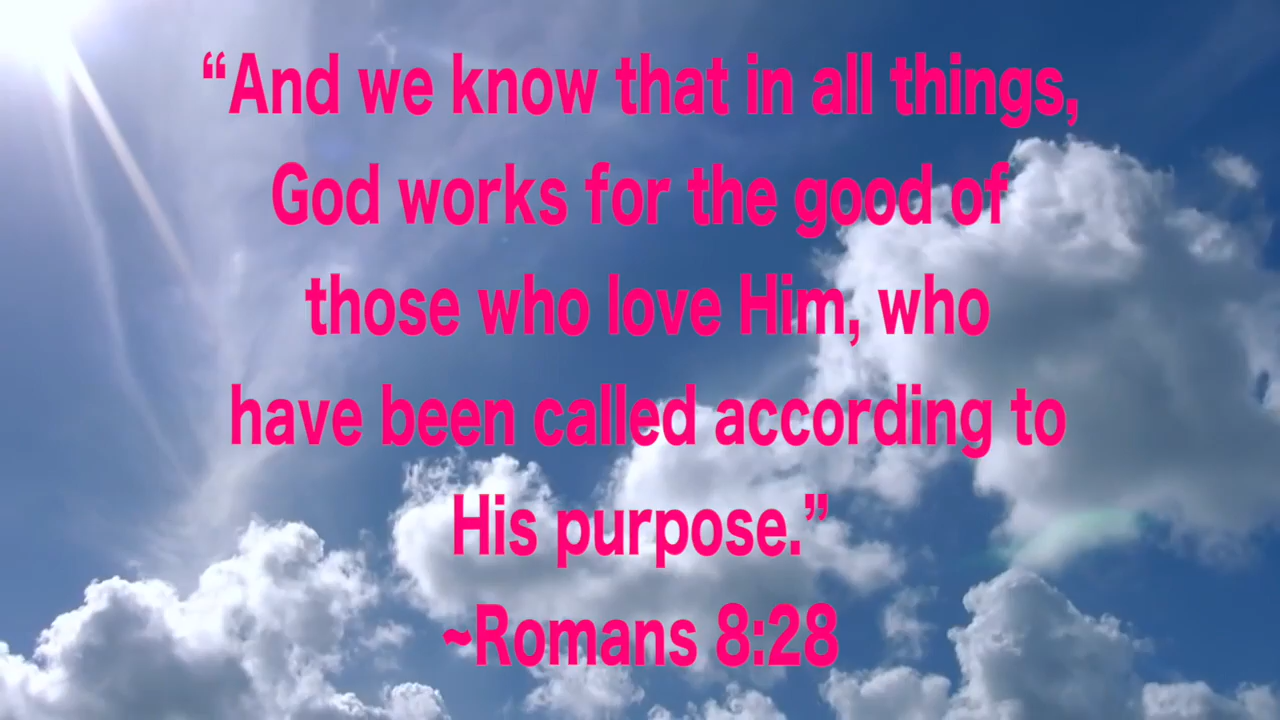 “And we know that in all things,
God works for the good of
those who love Him, who
have been called according to
His purpose.”
~Romans 8:28